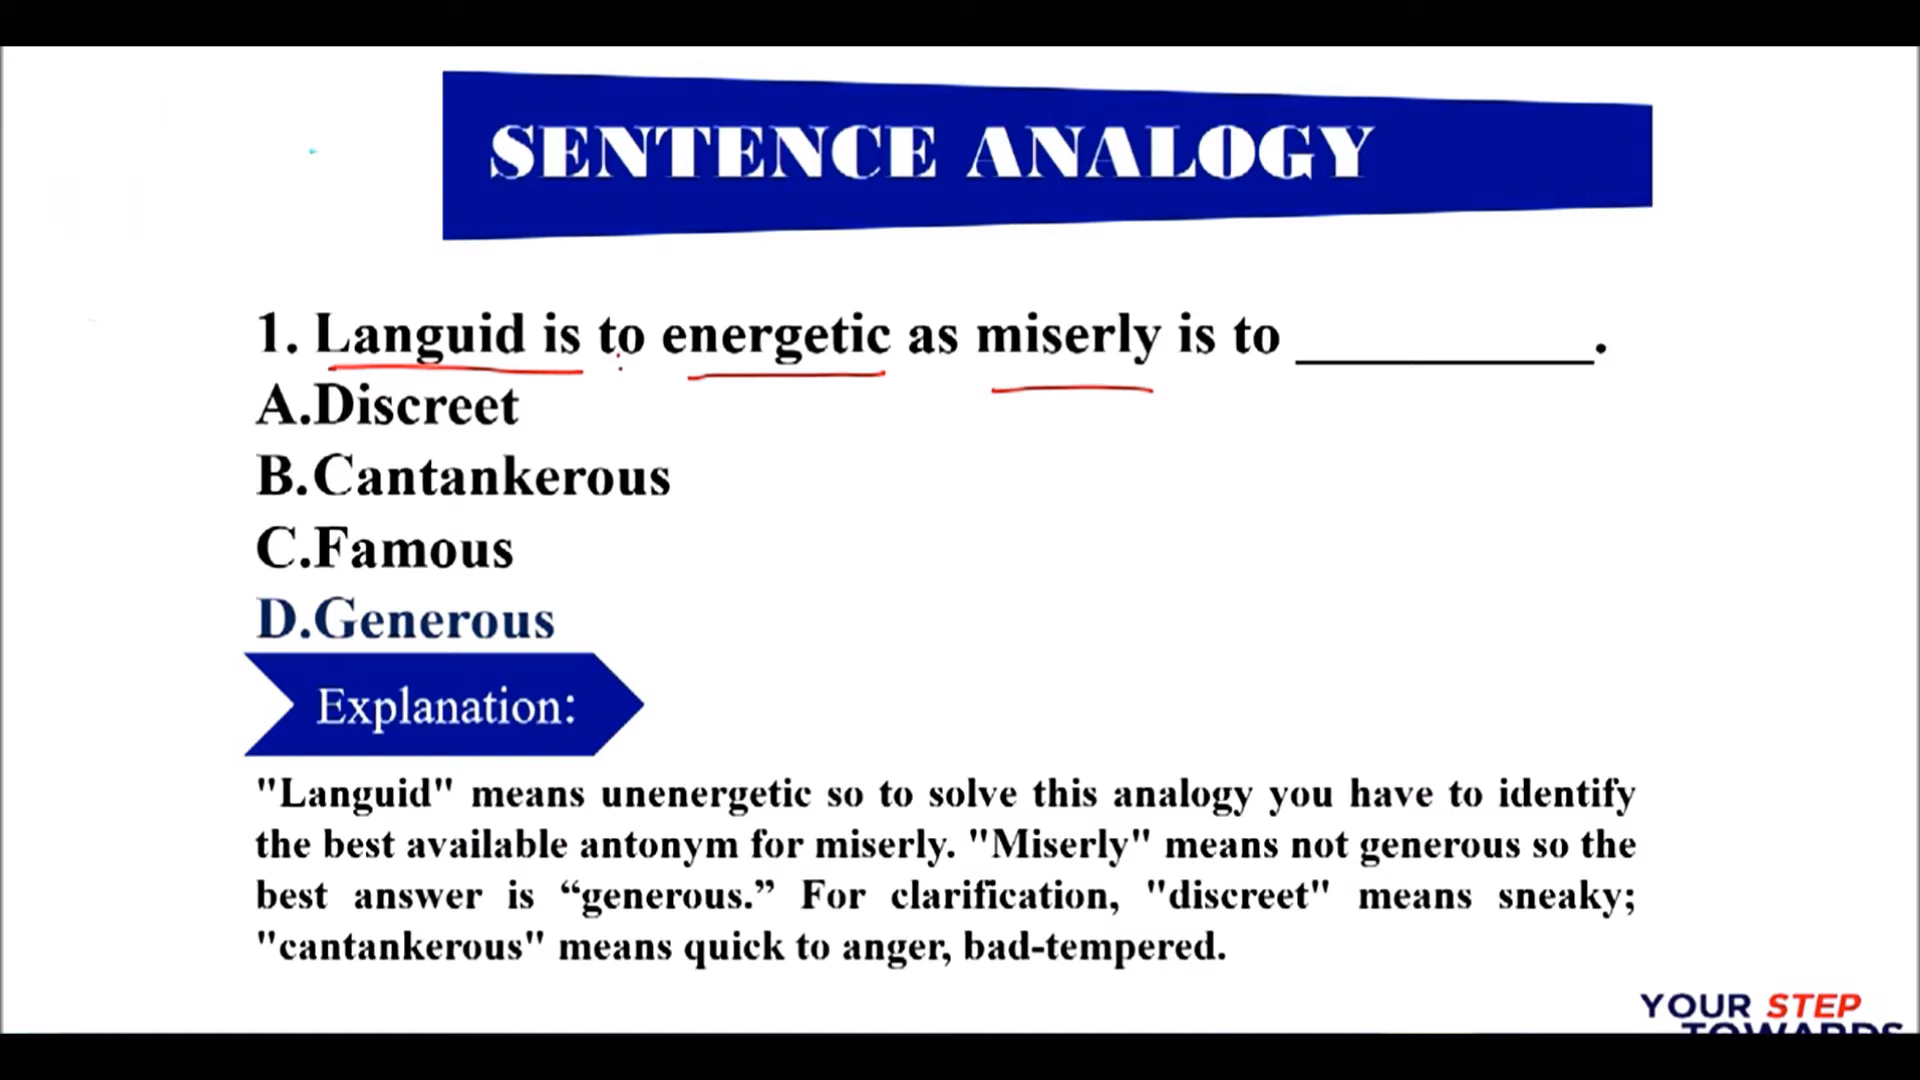 SENTENCE ANALOGY
1. Languid is to energetic as miserly is to __________.
A.Discreet
B.Cantankerous
C.Famous
D.Generous
Explanation:
"Languid" means unenergetic so to solve this analogy you have to identify
the best available antonym for miserly. "Miserly" means not generous so the
best answer is “generous.” For clarification, "discreet" means sneaky;
"cantankerous" means quick to anger, bad-tempered.
YOUR STEP
TOWARDS